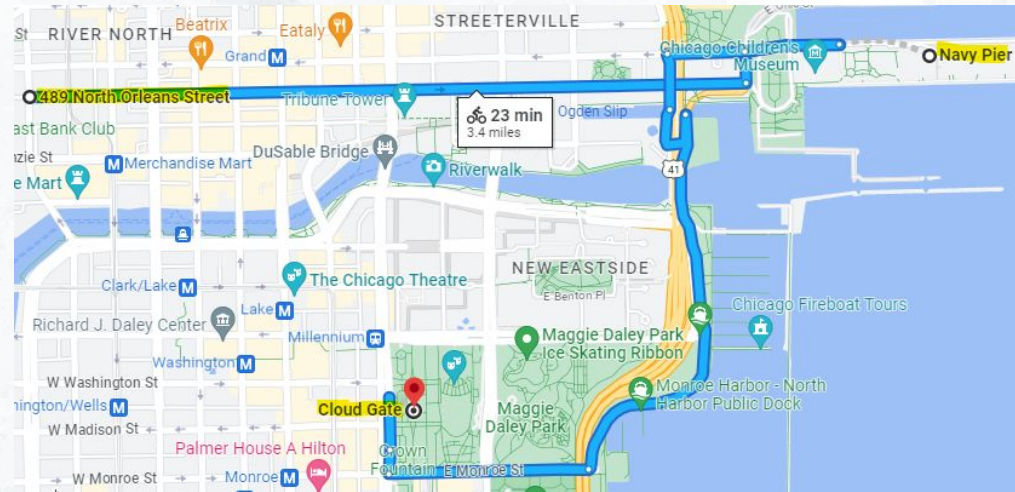 STREETERVILLE
St
RIVER NORTH
Beatrix
Eataly
Grand M
Chicago Children's
Museum
Navy Pier
489 North Orleans Street
Tribune Tower
23 min
3.4 miles
Ogden Slip
ast Bank Club
nzie St
M Merchandise Mart
DuSable Bridge
Riverwalk
41
e Mart
NEW EASTSIDE
The Chicago Theatre
E Benton Pl
Clark/Lake M
Lake M
Chicago Fireboat Tours
Richard J. Daley Center
Millennium
Maggie Daley Park
Ice Skating Ribbon
Washington M
W Washington St
Monroe Harbor - North
Harbor Public Dock
hington/Wells M
Cloud Gate
W Madison St
Maggie
Daley Park
Palmer House A Hilton
Crown
Fountain
W Monroe St
Monroe M
E Monroe St